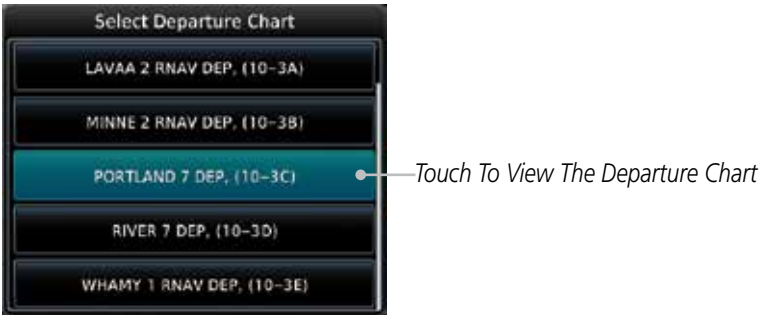 Select Departure Chart
LAVAA 2 RNAV DEP, (10-3A)
MINNE 2 RNAV DEP, (10-3B)
PORTLAND 7 DEP, (10-3C)
Touch To View The Departure Chart
RIVER 7 DEP, (10-3D)
WHAMY 1 RNAV DEP, (10-3E)